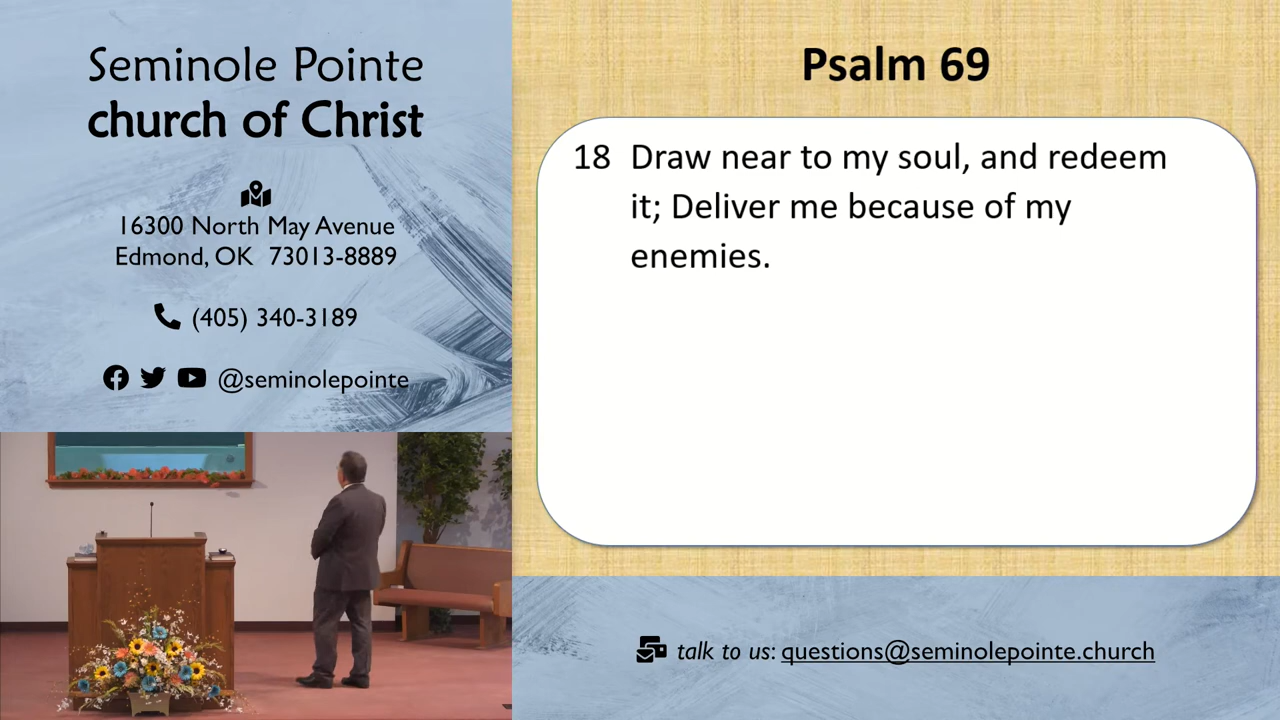 Seminole Pointe
church of Christ
16300 North May Avenue
Edmond, OK 73013-8889
(405) 340-3189
@seminolepointe
Psalm 69
18 Draw near to my soul, and redeem
it; Deliver me because of my
enemies.
talk to us: questions@seminolepointe.church